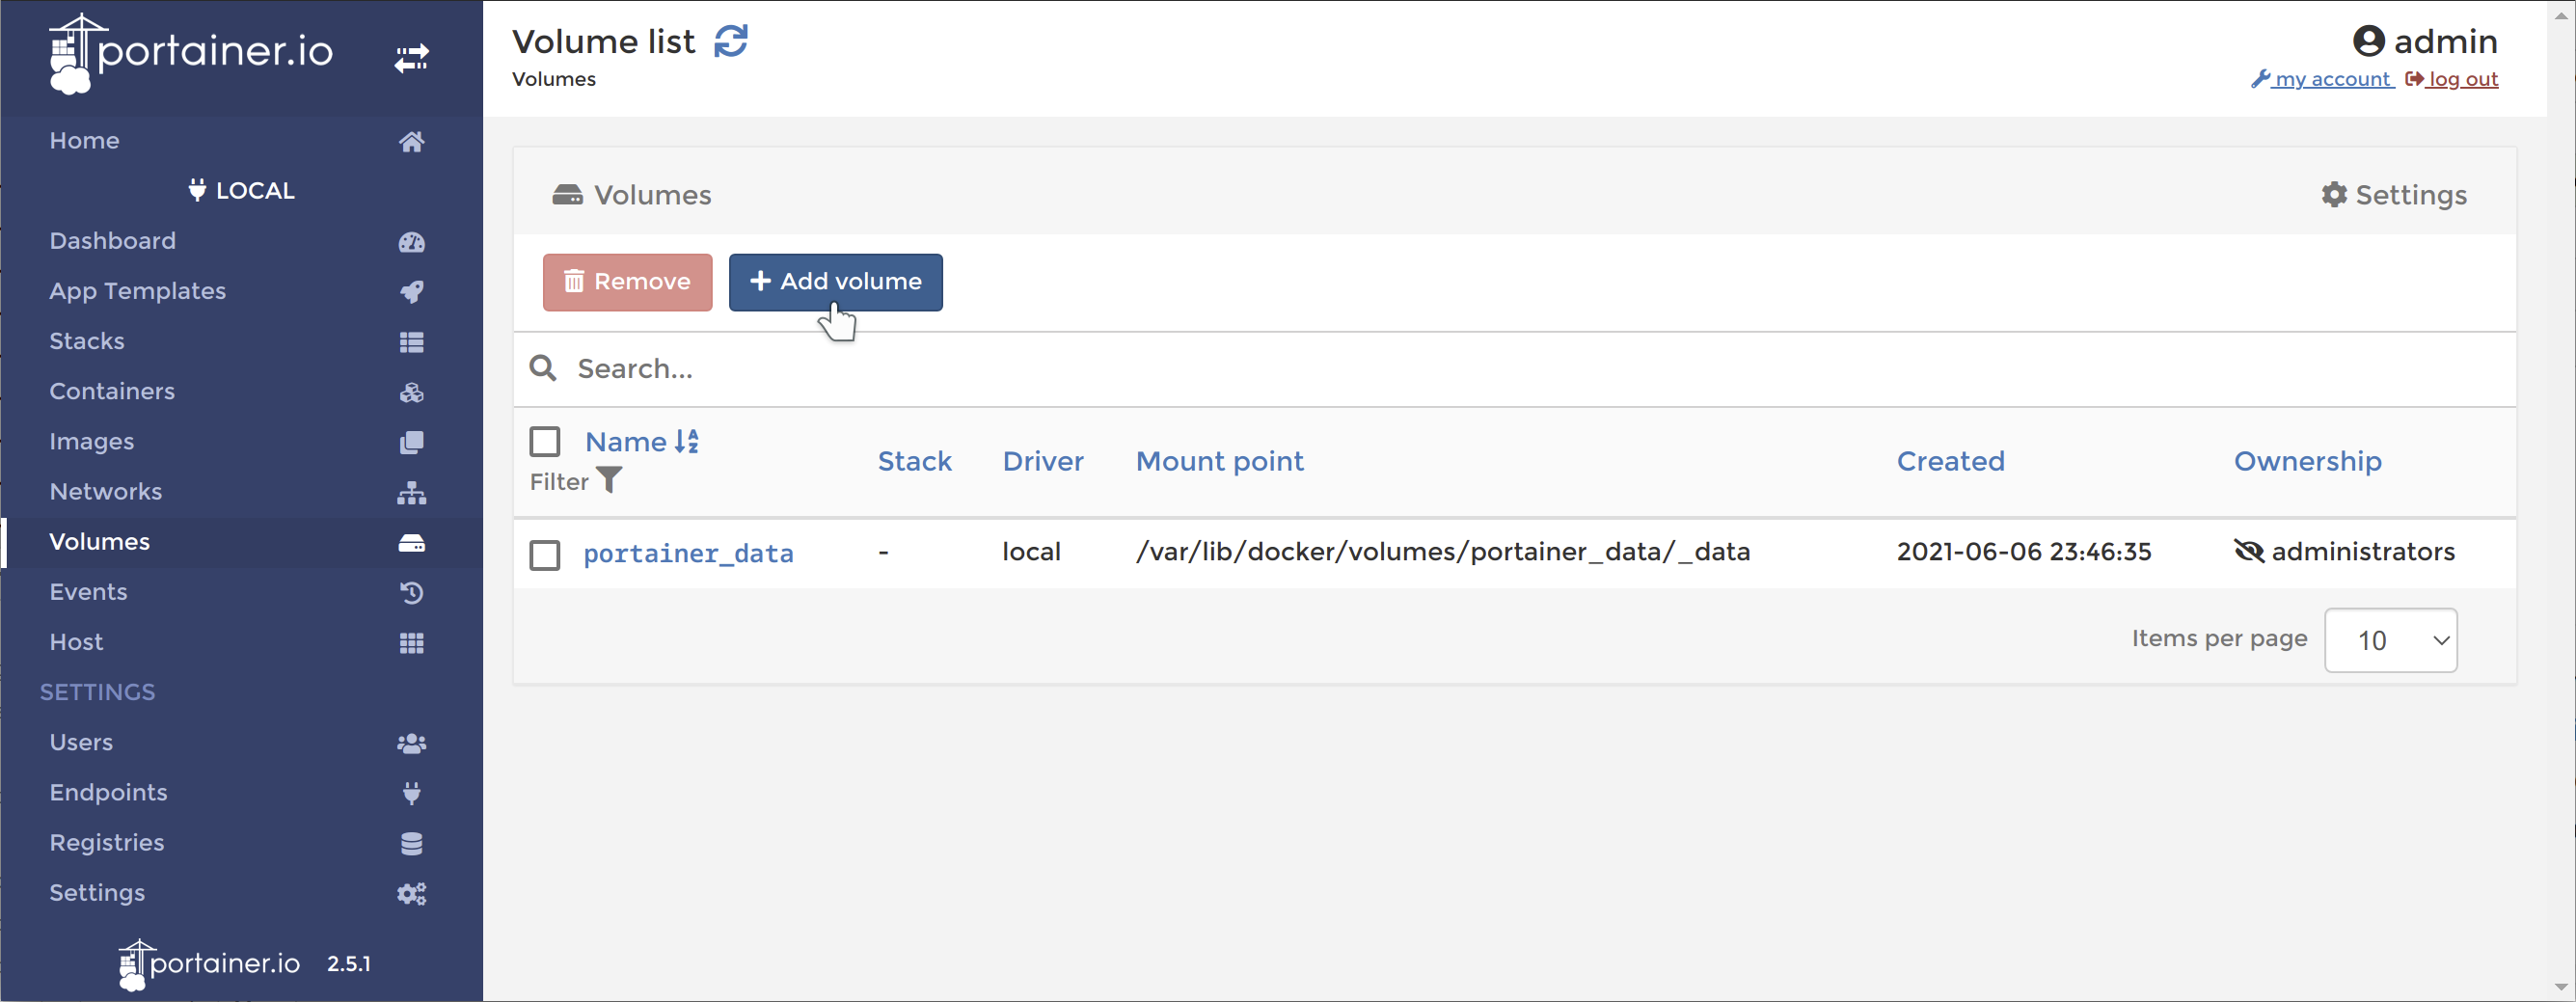 portainer.io
Home
LOCAL
Dashboard
App Templates
Stacks
Containers
Images
Networks
Volumes
Events
Host
SETTINGS
Users
Endpoints
Registries
Settings
portainer.io 2.5.1
Volume list
Volumes
admin
my account log out
Volumes Settings
Remove Add volume
Search...
Name Stack Driver Mount point Created Ownership
Filter
portainer_data - local /var/lib/docker/volumes/portainer_data/_data 2021-06-06 23:46:35 administrators
Items per page 10